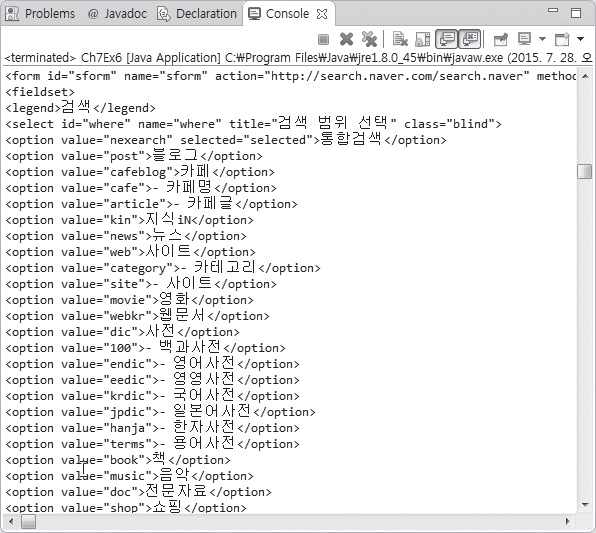 Problems @ Javadoc Declaration Console
<terminated> Ch7Ex6 [Java Application] C:₩Program Files₩Java₩jre1.8.0_45₩bin₩javaw.exe (2015. 7. 28. 오
<form id="sform" name="sform" action="http://search.naver.com/search.naver" method
<fieldset>
<legend>검색</legend>
<select id="where" name="where" title="검색 범위 선택" class="blind">
<option value="nexearch" selected="selected">통합검색</option>
<option value="post">블로그</option>
<option value="cafeblog">카페</option>
<option value="cafe">- 카페명</option>
<option value="article">- 카페글</option>
<option value="kin">지식iN</option>
<option value="news">뉴스</option>
<option value="web">사이트</option>
<option value="category">- 카테고리</option>
<option value="site">- 사이트</option>
<option value="movie">영화</option>
<option value="webkr">웹문서</option>
<option value="dic">사전</option>
<option value="100">- 백과사전</option>
<option value="endic">- 영어사전</option>
<option value="eedic">- 영영사전</option>
<option value="krdic">- 국어사전</option>
<option value="jpdic">- 일본어사전</option>
<option value="hanja">- 한자사전</option>
<option value="terms">- 용어사전</option>
<option value="book">책</option>
<option value="music">음악</option>
<option value="doc">전문자료</option>
<option value="shop">쇼핑</option>